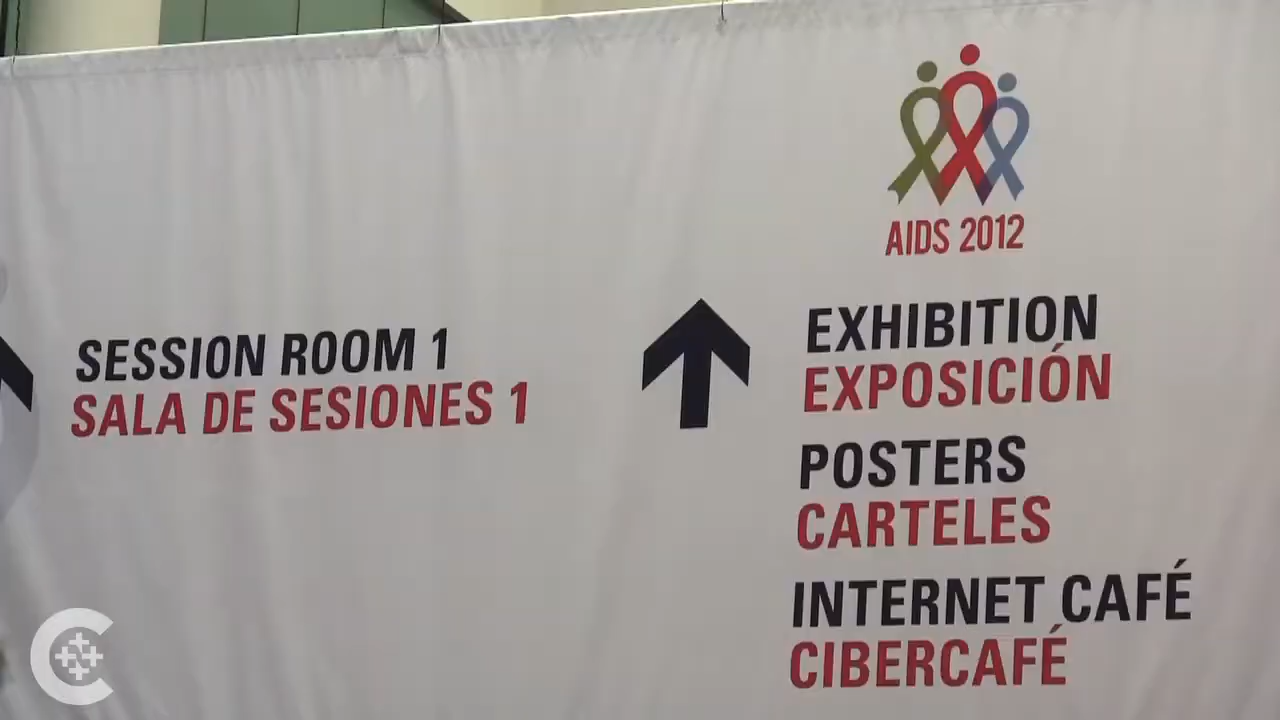 AIDS 2012
SESSION ROOM 1
SALA DE SESIONES 1
EXHIBITION
EXPOSICIÓN
POSTERS
CARTELES
INTERNET CAFÉ
CIBERCAFÉ